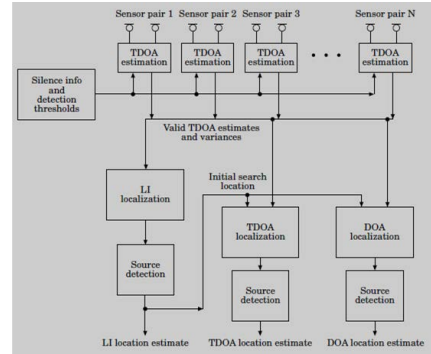 Sensor pair 1 Sensor pair 2 Sensor pair 3 Sensor pair N
TDOA
estimation
TDOA
estimation
TDOA
estimation
TDOA
estimation
Silence info
and
detection
thresholds
Valid TDOA estimates
and variances
Initial search
location
LI
localization
TDOA
localization
DOA
localization
Source
detection
Source
detection
Source
detection
LI location estimate TDOA location estimate DOA location estimate